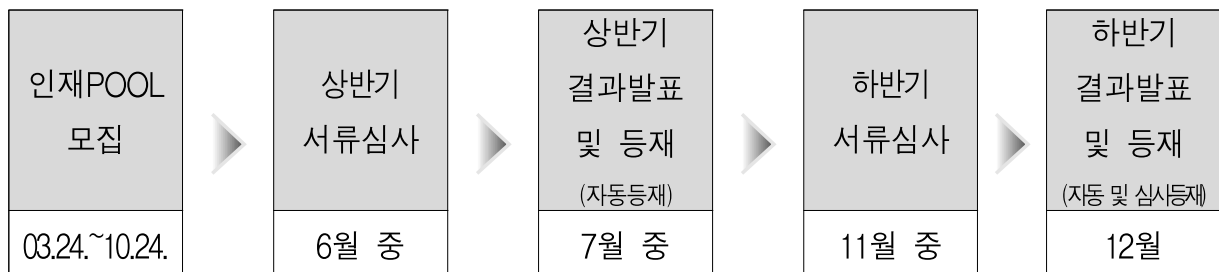 인재POOL
모집
03.24.~10.24.
상반기
서류심사
6월 중
상반기
결과발표
및 등재
(자동등재)
7월 중
하반기
서류심사
11월 중
하반기
결과발표
및 등재
(자동 및 심사등재)
12월